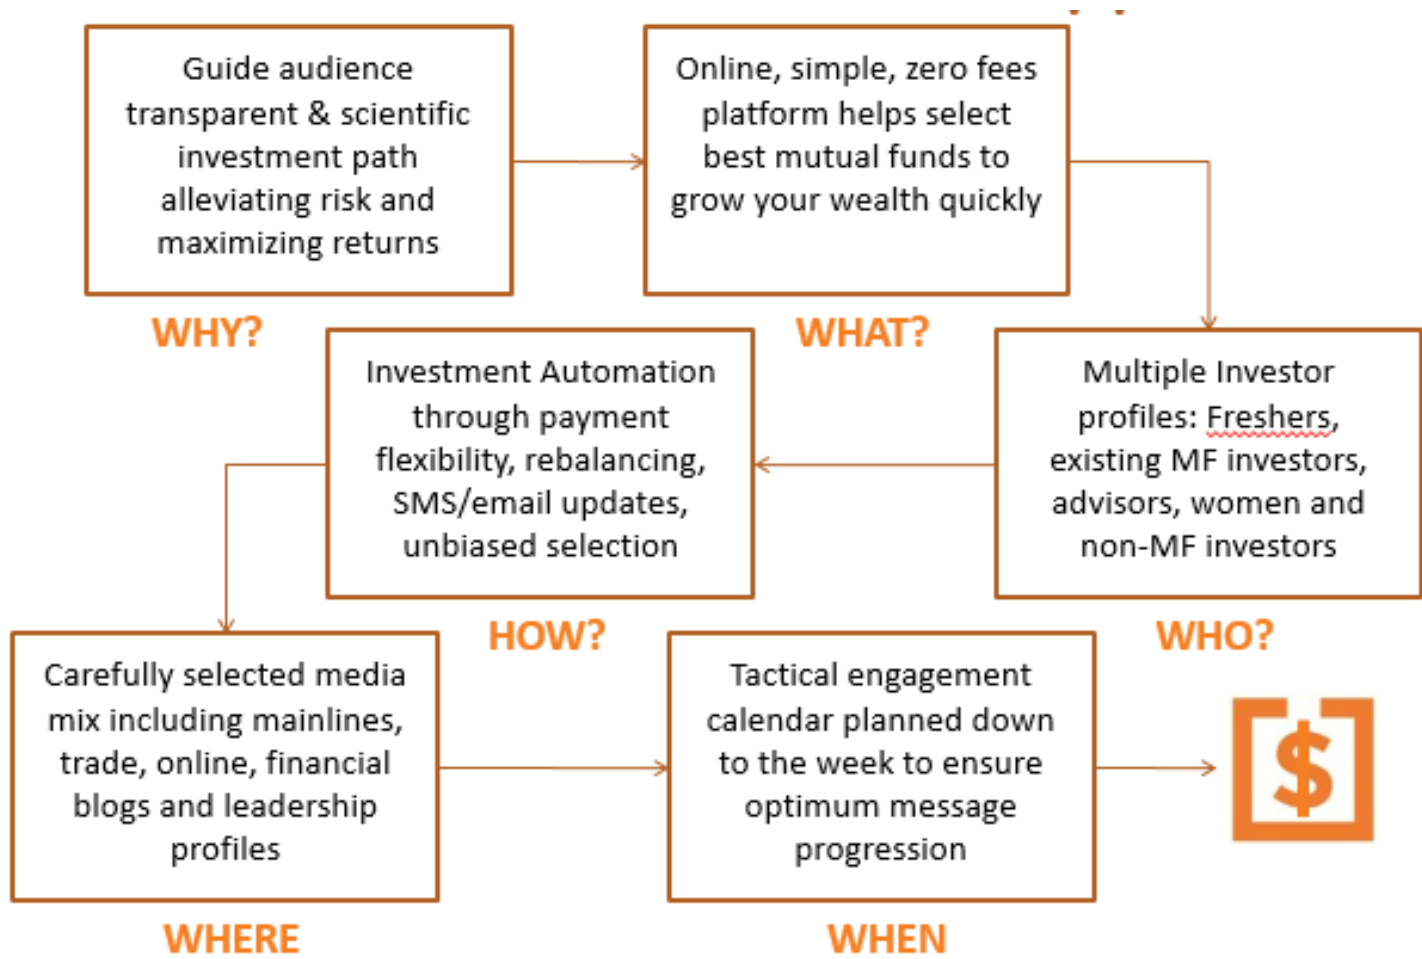 Guide audience
transparent & scientific
investment path
alleviating risk and
maximizing returns
WHY?
Online, simple, zero fees
platform helps select
best mutual funds to
grow your wealth quickly
WHAT?
Multiple Investor
profiles: Freshers,
existing MF investors,
advisors, women and
non-MF investors
WHO?
Investment Automation
through payment
flexibility, rebalancing,
SMS/email updates,
unbiased selection
HOW?
Carefully selected media
mix including mainlines,
trade, online, financial
blogs and leadership
profiles
WHERE
Tactical engagement
calendar planned down
to the week to ensure
optimum message
progression
WHEN
$